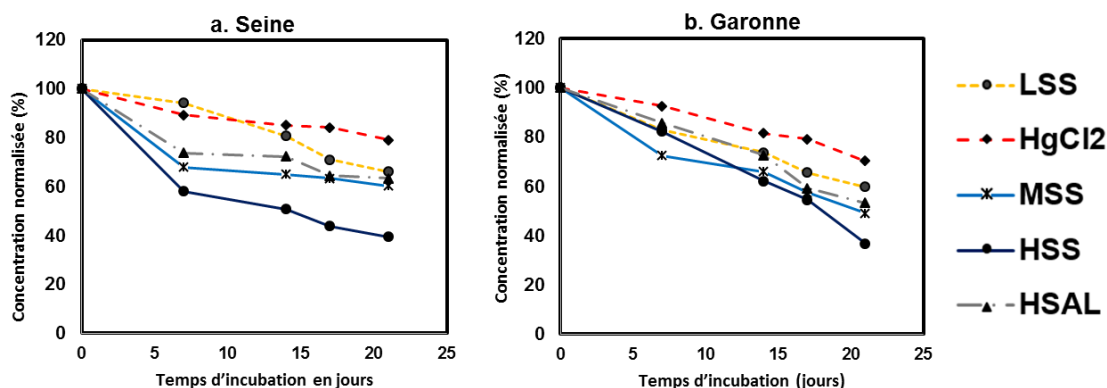 a. Seine
120
100
80
60
40
20
0
0 5 10 15 20 25
Concentration normalisée (%)
Temps d'incubation en jours
b. Garonne
120
100
80
60
40
20
0
0 5 10 15 20 25
Concentration normalisée (%)
Temps d'incubation (jours)
LSS
HgCl2
MSS
HSS
HSAL